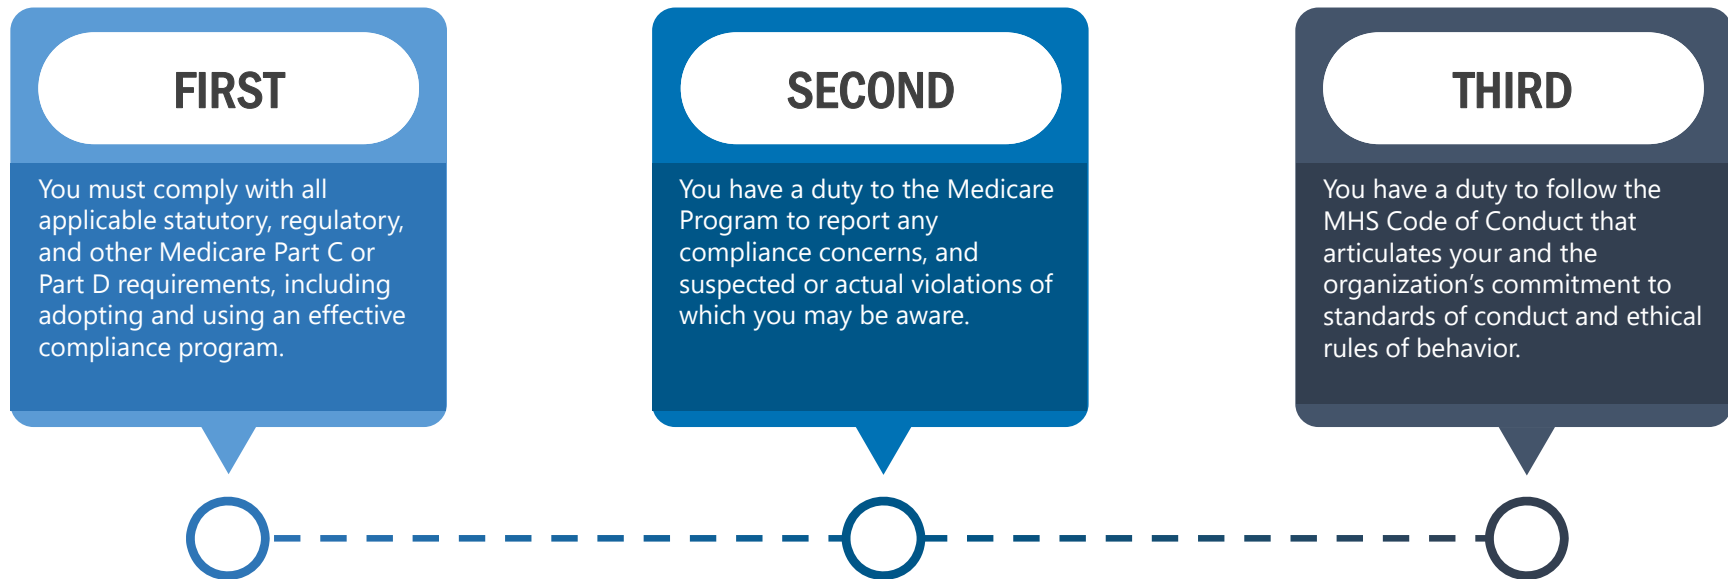 FIRST
You must comply with all
applicable statutory, regulatory,
and other Medicare Part C or
Part D requirements, including
adopting and using an effective
compliance program.
SECOND
You have a duty to the Medicare
Program to report any
compliance concerns, and
suspected or actual violations of
which you may be aware.
THIRD
You have a duty to follow the
MHS Code of Conduct that
articulates your and the
organization’s commitment to
standards of conduct and ethical
rules of behavior.